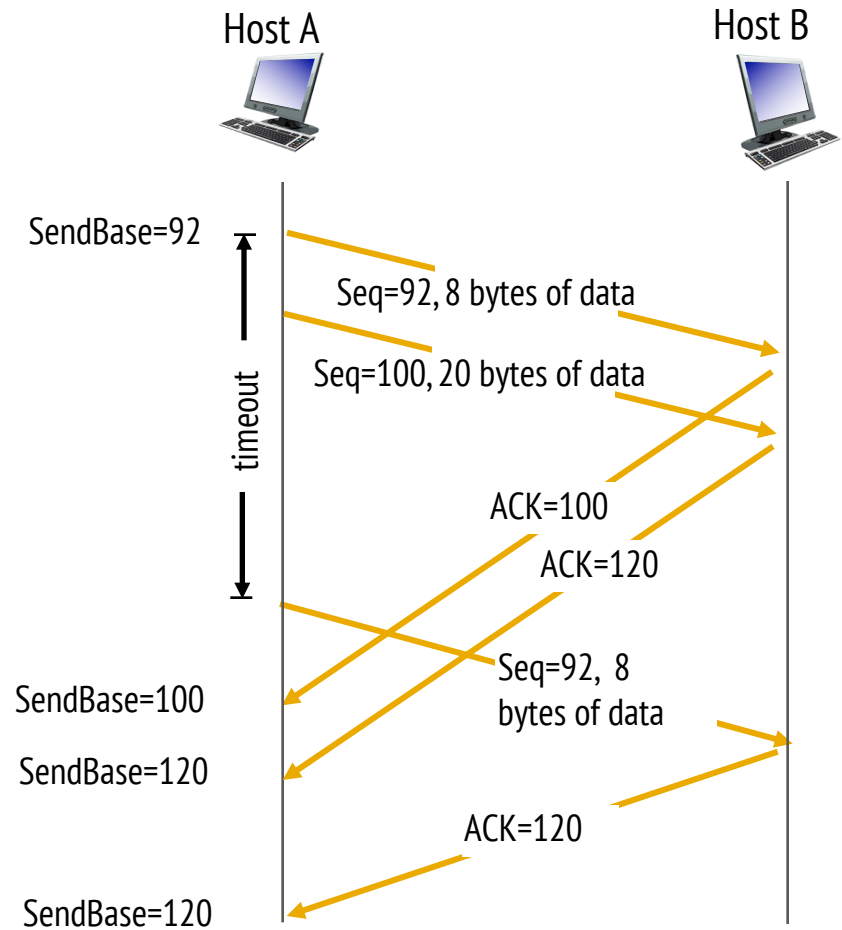 Host A
Host B
SendBase=92
Seq=92, 8 bytes of data
Seq=100, 20 bytes of data
timeout
ACK=100
ACK=120
Seq=92, 8
bytes of data
SendBase=100
SendBase=120
ACK=120
SendBase=120